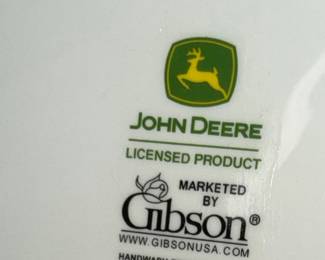 JOHN DEERE
LICENSED PRODUCT
MARKETED
BY
Gibson®
WWW.GIBSONUSA.COM